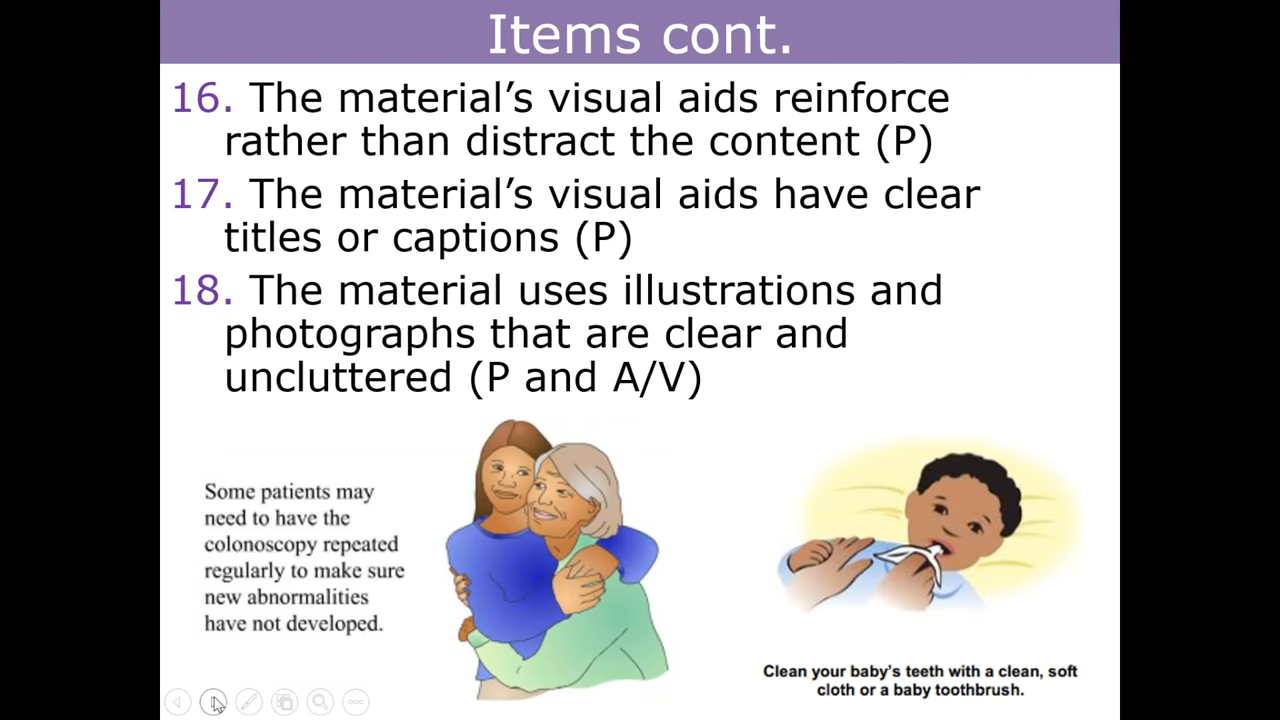 Items cont.
16. The material’s visual aids reinforce
rather than distract the content (P)
17. The material’s visual aids have clear
titles or captions (P)
18. The material uses illustrations and
photographs that are clear and
uncluttered (P and A/V)
Some patients may
need to have the
colonoscopy repeated
regularly to make sure
new abnormalities
have not developed.
Clean your baby’s teeth with a clean, soft
cloth or a baby toothbrush.